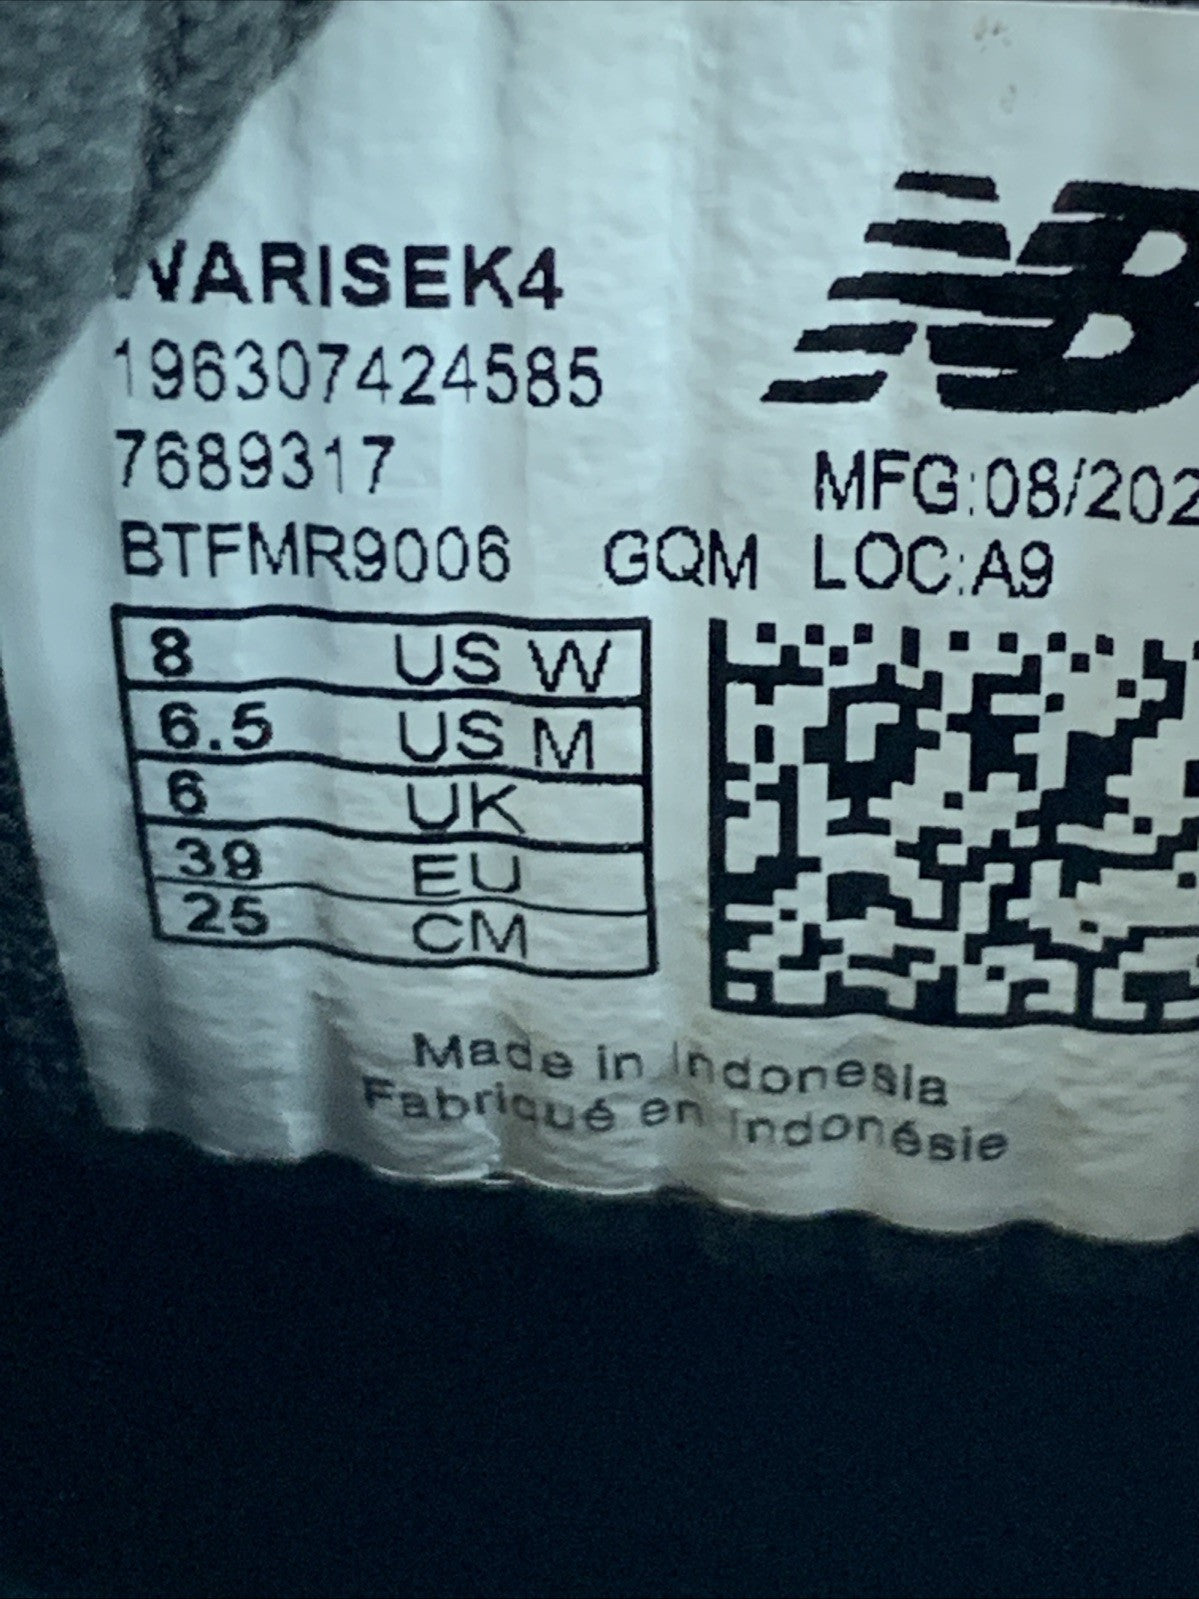 WARISEK4
196307424585
7689317
MFG:08/202
BTFMR9006 GQM LOC:A9
8 US W
6.5 US M
6 UK
39 EU
25 CM
Made in Indonesia
Fabriqué en Indonésie
NB